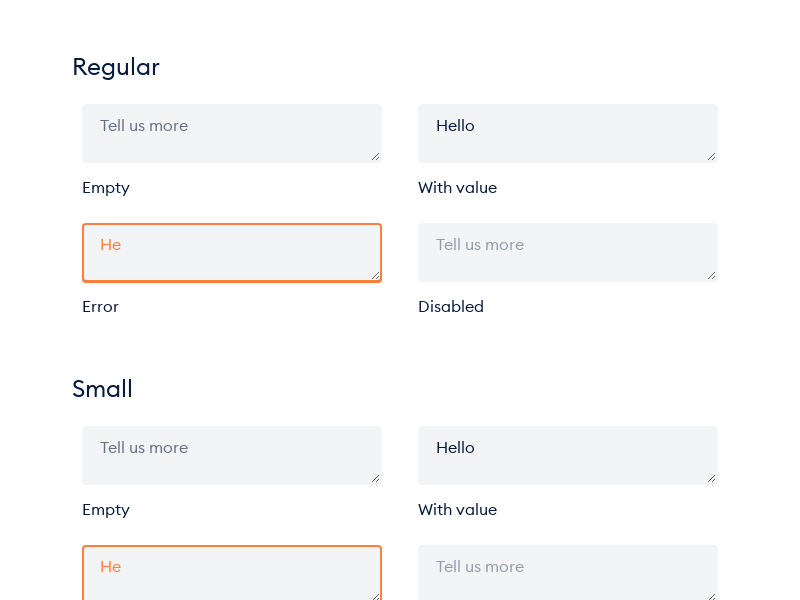 Regular
Tell us more
Hello
Empty
With value
He
Tell us more
Error
Disabled
Small
Tell us more
Hello
Empty
With value
He
Tell us more